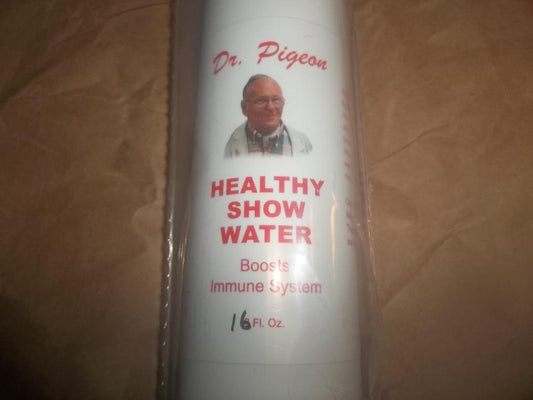 Dr. Pigeon
HEALTHY
SHOW
WATER
Boosts
Immune System
16 Fl. Oz.